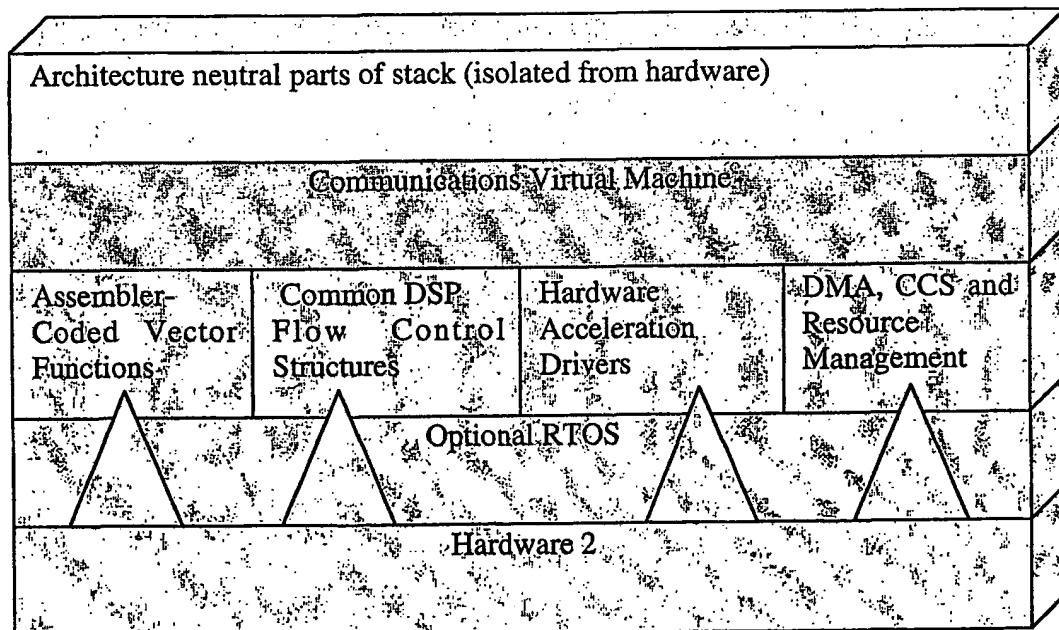 Architecture neutral parts of stack (isolated from hardware)
Communications Virtual Machine
Assembler-
Coded Vector
Functions
Common DSP
Flow Control
Structures
Hardware
Acceleration
Drivers
DMA, CCS and
Resource
Management
Optional RTOS
Hardware 2